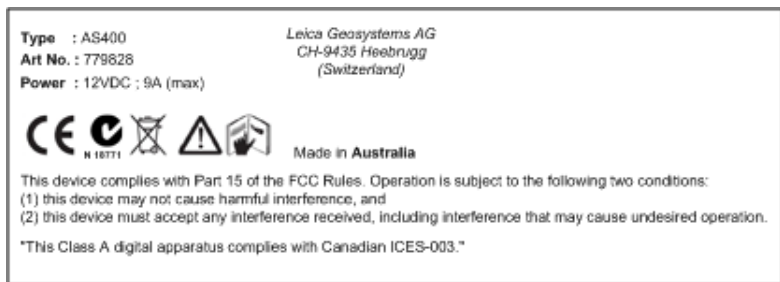 Type : AS400
Leica Geosystems AG
Art No. : 779828
CH-9435 Heebrugg
Power : 12VDC ; 9A (max)
(Switzerland)
CE
N 10771
Made in Australia
This device complies with Part 15 of the FCC Rules. Operation is subject to the following two conditions:
(1) this device may not cause harmful interference, and
(2) this device must accept any interference received, including interference that may cause undesired operation.
"This Class A digital apparatus complies with Canadian ICES-003."